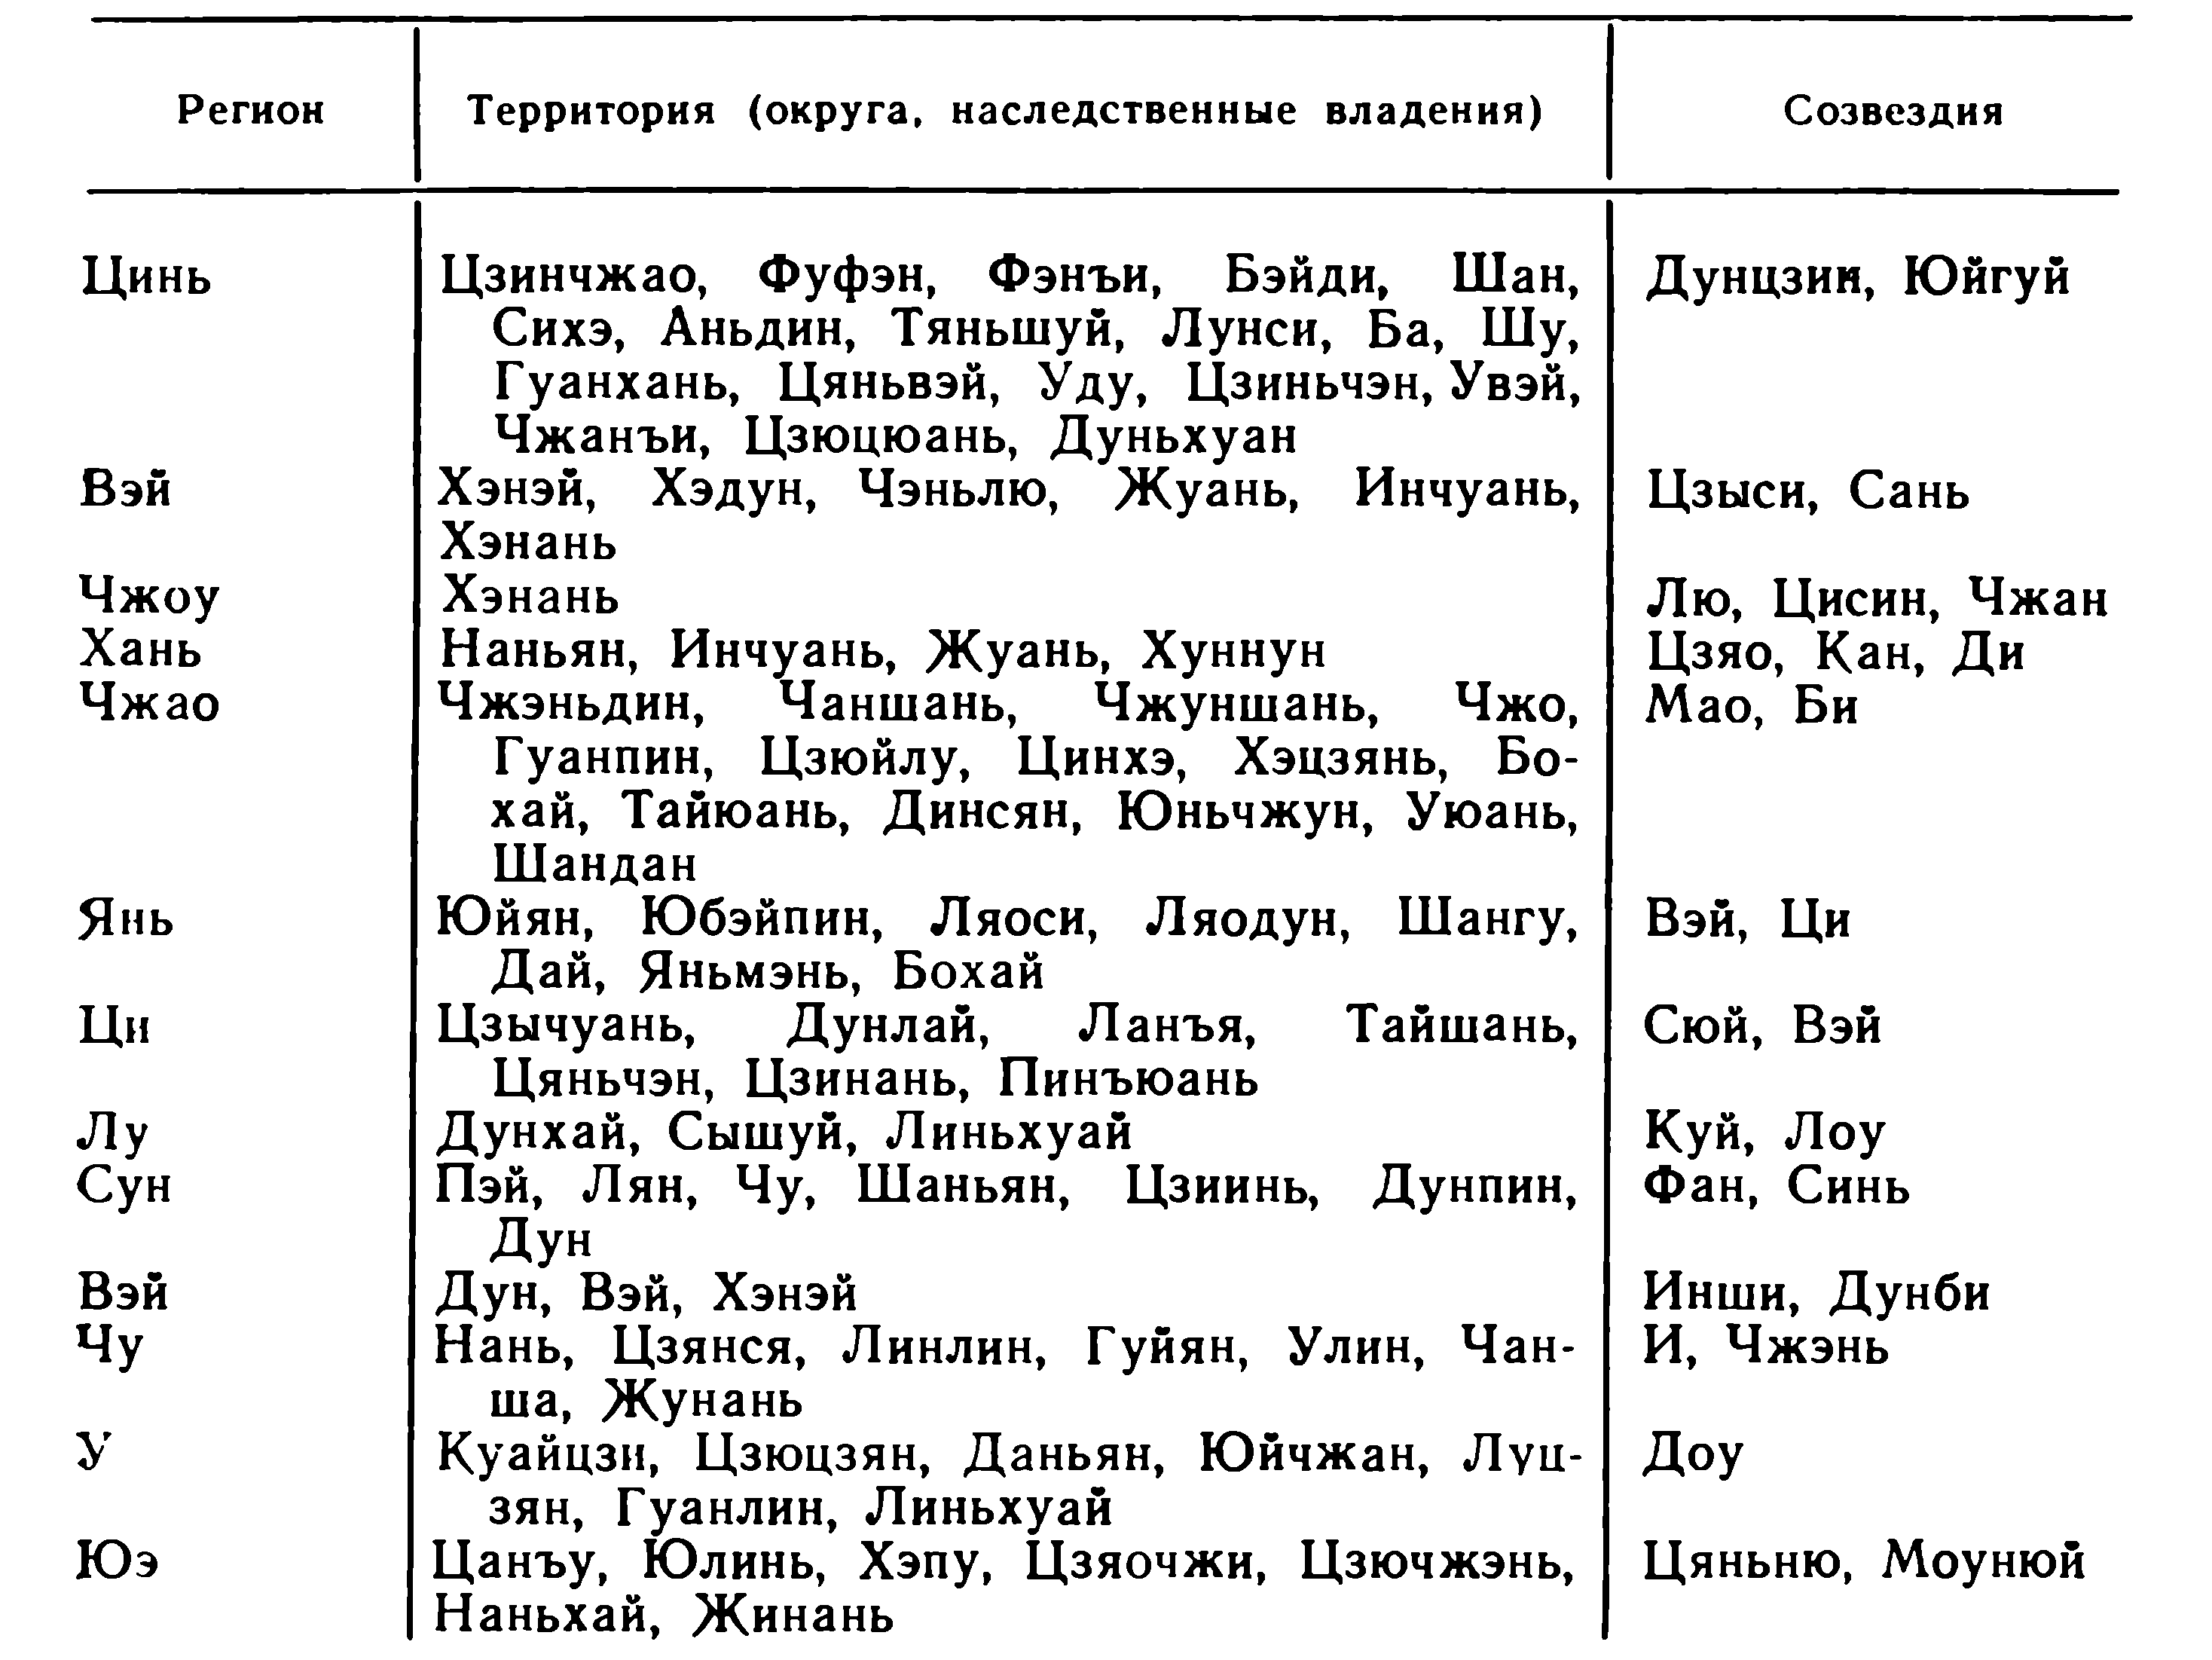 Регион Территория (округа, наследственные владения) Созвездия
Цинь Цзинчжао, Фуфэн, Фэнъи, Бэйди, Шан, Дунцзин, Юйгуй
Сихэ, Аньдин, Тяньшуй, Лунси, Ба, Шу,
Гуанхань, Цяньвэй, Уду, Цзиньчэн, Увэй,
Чжанъи, Цзюцюань, Дуньхуан
Вэй Хэнэй, Хэдун, Чэньлю, Жуань, Инчуань, Цзыси, Сань
Хэнань
Чжоу Хэнань Лю, Цисин, Чжан
Хань Наньян, Инчуань, Жуань, Хуннун Цзяо, Кан, Ди
Чжао Чжэньдин, Чаншань, Чжуншань, Чжо, Мао, Би
Гуанпин, Цзюйлу, Цинхэ, Хэцзянь, Бо-
хай, Тайюань, Динсян, Юньчжун, Уюань,
Шандан
Янь Юйян, Юбэйпин, Ляоси, Ляодун, Шангу, Вэй, Ци
Дай, Яньмэнь, Бохай
Ци Цзычуань, Дунлай, Ланъя, Тайшань, Сюй, Вэй
Цяньчэн, Цзинань, Пинъюань
Лу Дунхай, Сышуй, Линьхуай Куй, Лоу
Сун Пэй, Лян, Чу, Шаньян, Цзиинь, Дунпин, Фан, Синь
Дун
Вэй Дун, Вэй, Хэнэй Инши, Дунби
Чу Нань, Цзянся, Линлин, Гуйян, Улин, Чан- И, Чжэнь
ша, Жунань
У Куайцзи, Цзюцзян, Даньян, Юйчжан, Луц- Доу
зян, Гуанлин, Линьхуай
Юэ Цанъу, Юлинь, Хэпу, Цзяочжи, Цзючжэнь, Цяньню, Моунюй
Наньхай, Жинань